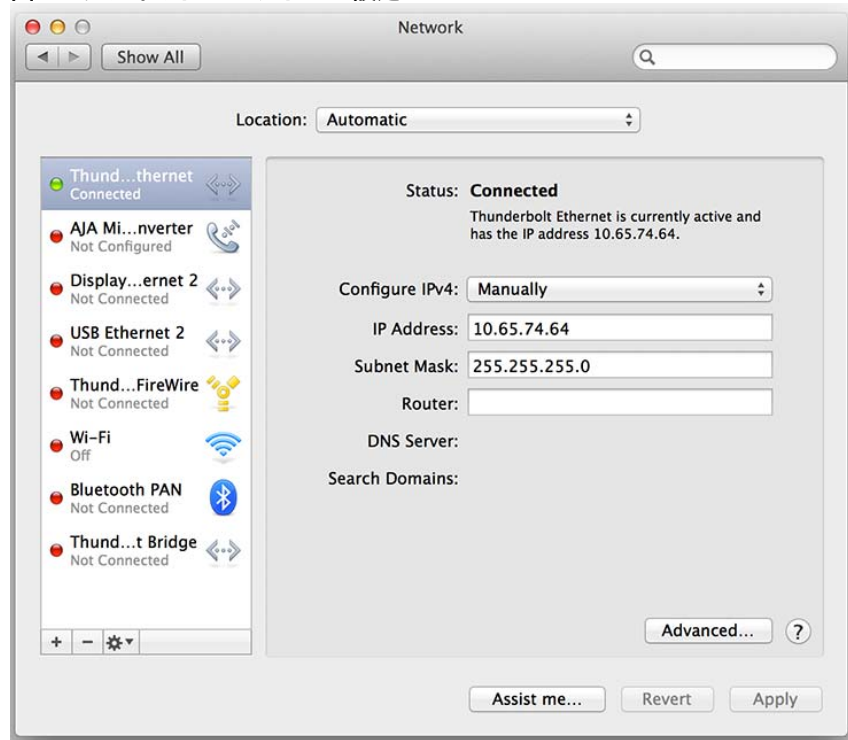 Network
Show All
Location: Automatic
Thund...thernet
Connected
AJA Mi...nverter
Not Configured
Display...ernet 2
Not Connected
USB Ethernet 2
Not Connected
Thund...FireWire
Not Connected
Wi-Fi
Off
Bluetooth PAN
Not Connected
Thund...t Bridge
Not Connected
Status: Connected
Thunderbolt Ethernet is currently active and
has the IP address 10.65.74.64.
Configure IPv4: Manually
IP Address: 10.65.74.64
Subnet Mask: 255.255.255.0
Router:
DNS Server:
Search Domains:
+ −
Advanced... ?
Assist me... Revert Apply